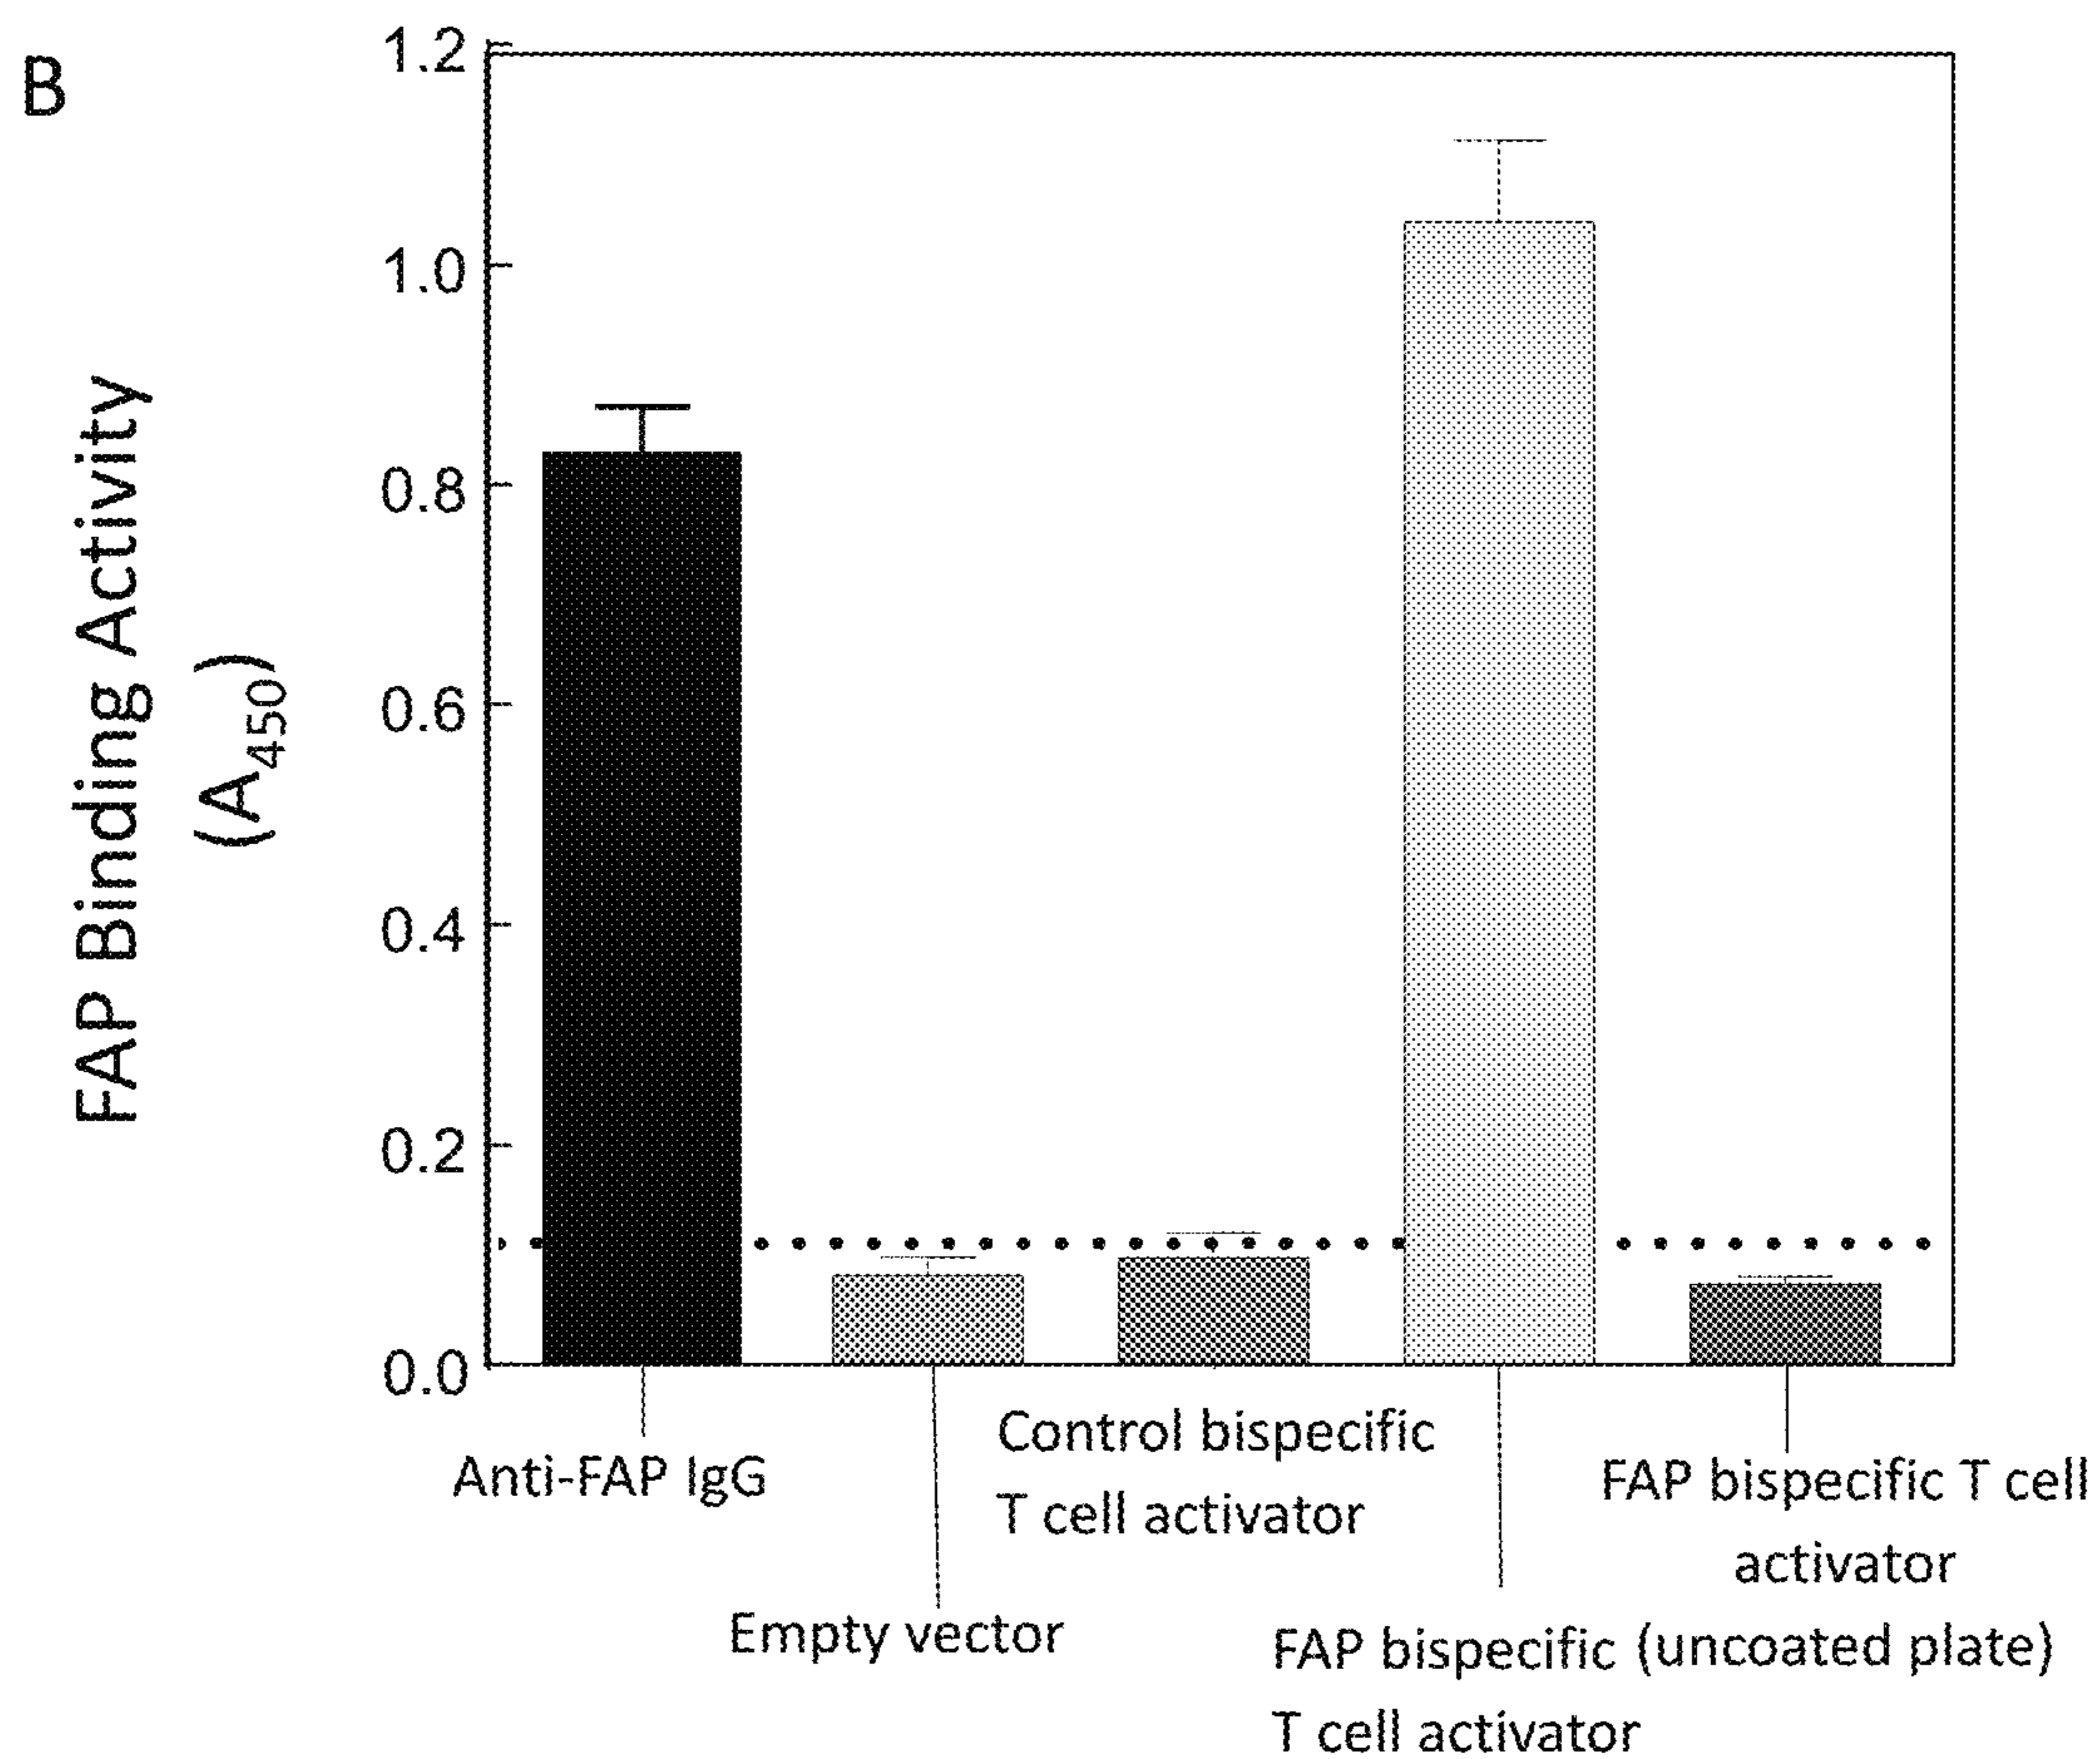 B
1.2
1.0
0.8
0.6
0.4
0.2
0.0
FAP Binding Activity
(A450)
Anti-FAP IgG
Empty vector
Control bispecific
T cell activator
FAP bispecific
T cell activator
FAP bispecific T cell
activator
(uncoated plate)